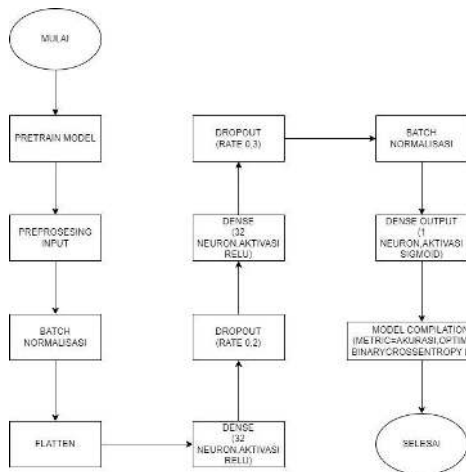 MULAI
PRETRAIN MODEL
PREPROSESING
INPUT
BATCH
NORMALISASI
FLATTEN
DENSE
(32
NEURON,AKTIVASI
RELU)
DROPOUT
(RATE 0,2)
DENSE
(32
NEURON,AKTIVASI
RELU)
DROPOUT
(RATE 0,3)
BATCH
NORMALISASI
DENSE OUTPUT
(1
NEURON,AKTIVASI
SIGMOID)
MODEL COMPILATION
(METRIC=AKURASI,OPTIM
BINARYCROSSENTROPY
SELESAI